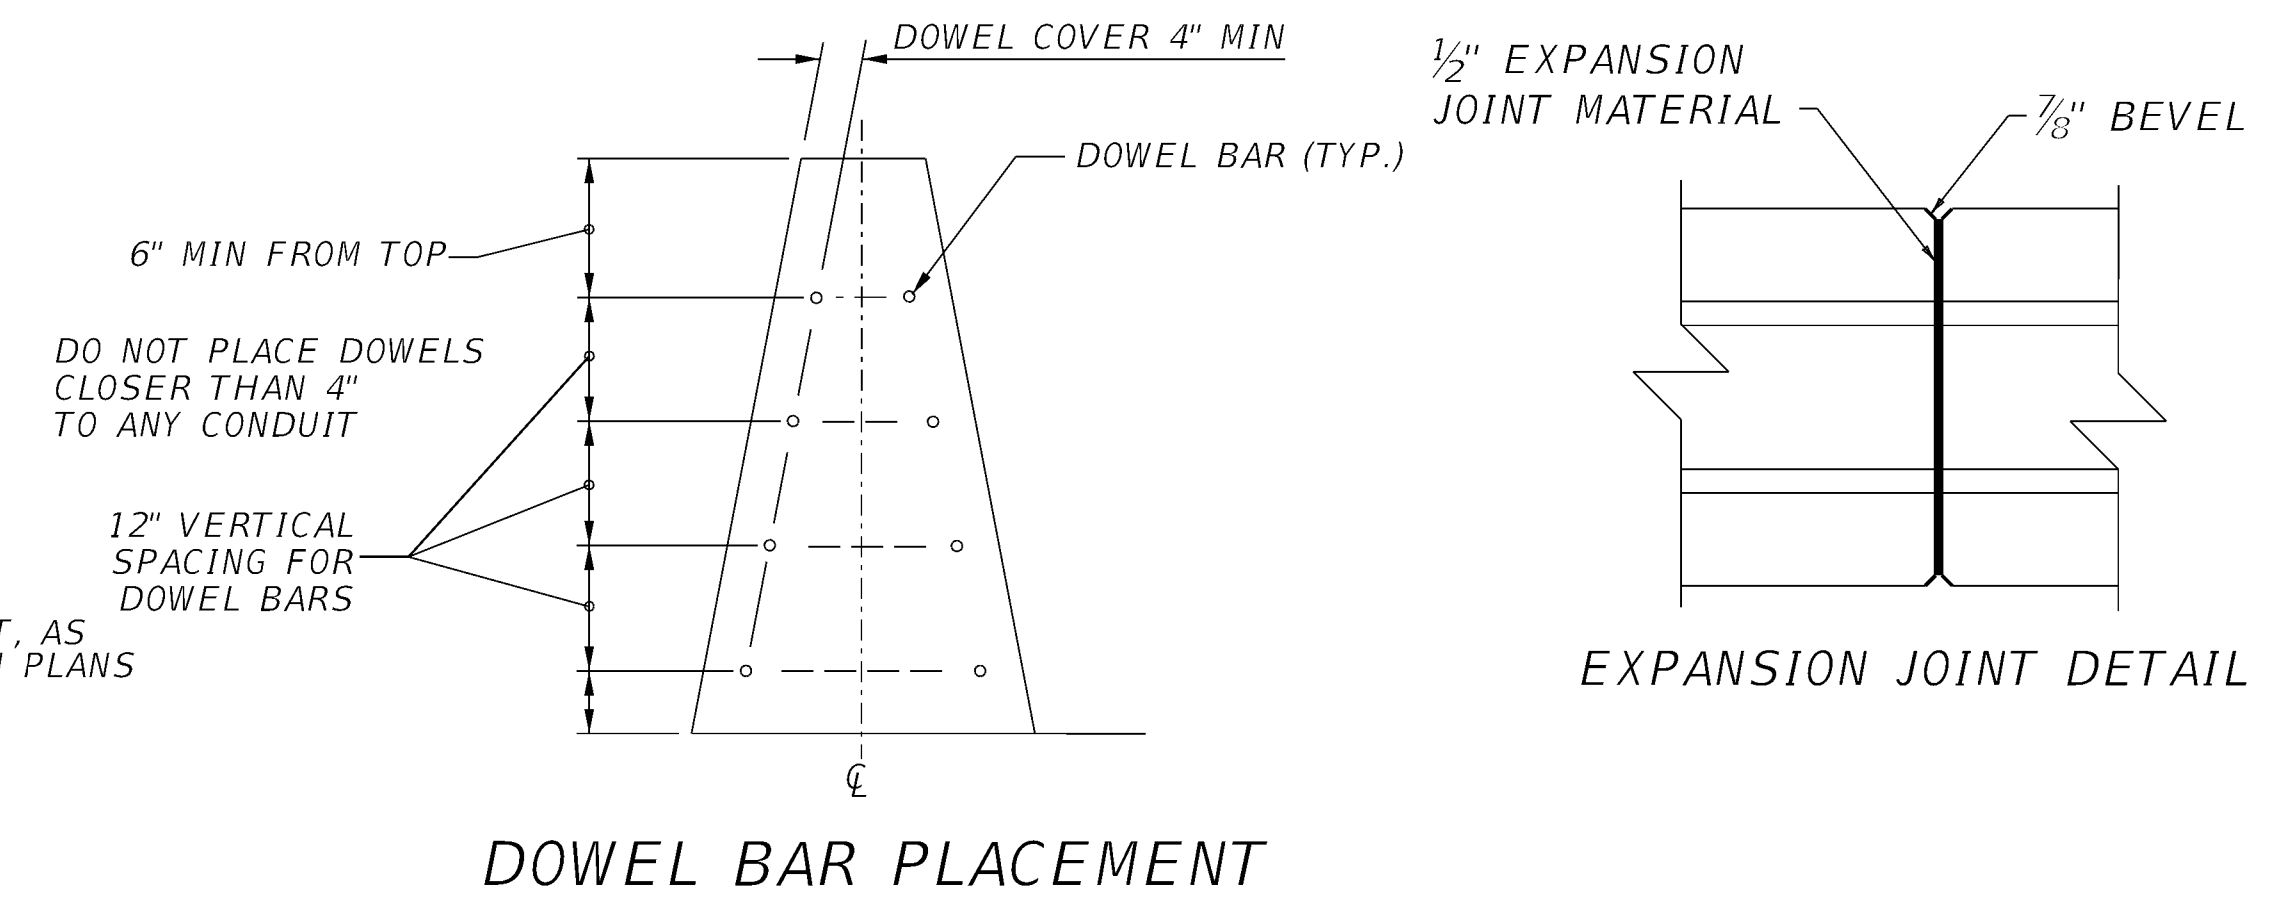 DOWEL COVER 4" MIN
DOWEL BAR (TYP.)
6" MIN FROM TOP
DO NOT PLACE DOWELS
CLOSER THAN 4"
TO ANY CONDUIT
12" VERTICAL
SPACING FOR
DOWEL BARS
, AS
PLANS
℄
DOWEL BAR PLACEMENT
½" EXPANSION
JOINT MATERIAL
⅞" BEVEL
EXPANSION JOINT DETAIL